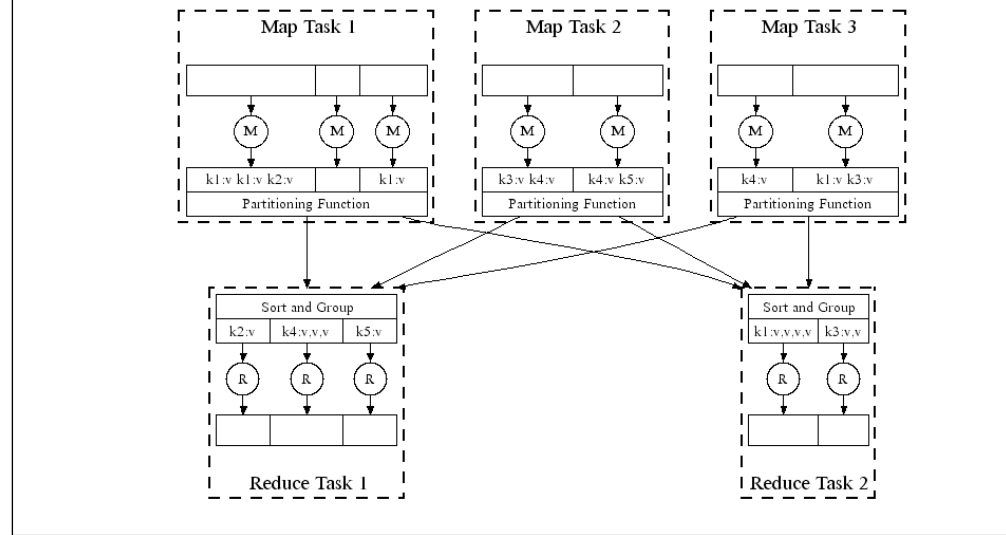 Map Task 1
Map Task 2
Map Task 3
M
M
M
M
M
M
M
k1:v k1:v k2:v
k1:v
k3:v k4:v
k4:v k5:v
k4:v
k1:v k3:v
Partitioning Function
Partitioning Function
Partitioning Function
Sort and Group
Sort and Group
k2:v
k4:v,v,v
k5:v
k1:v,v,v,v
k3:v,v
R
R
R
R
R
Reduce Task 1
Reduce Task 2